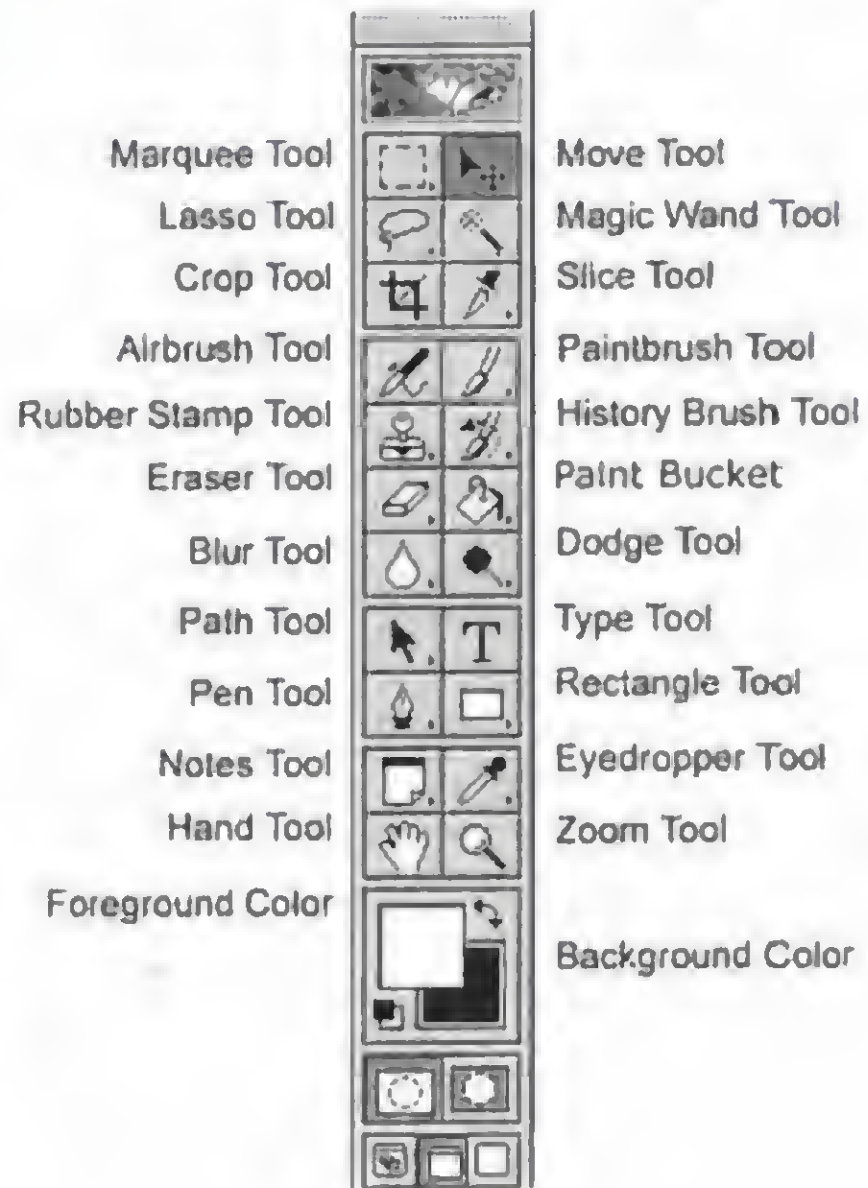 Marquee Tool
Move Tool
Lasso Tool
Magic Wand Tool
Crop Tool
Slice Tool
Airbrush Tool
Paintbrush Tool
Rubber Stamp Tool
History Brush Tool
Eraser Tool
Paint Bucket
Blur Tool
Dodge Tool
Path Tool
T
Type Tool
Pen Tool
Rectangle Tool
Notes Tool
Eyedropper Tool
Hand Tool
Zoom Tool
Foreground Color
Background Color